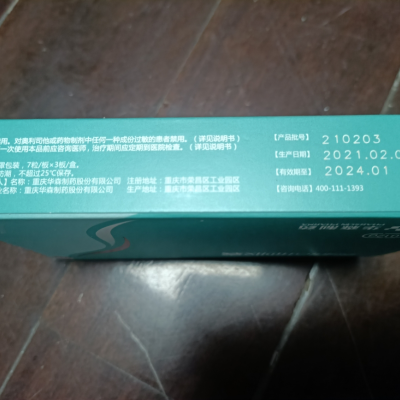 用。对奥利司他或药物制剂中任何一种成份过敏的患者禁用。（详见说明书）
一次使用本品前应咨询医师，治疗期间应定期到医院检查。（详见说明书）
包装，7粒/板×3板/盒。
不超过25℃保存。
人】名称：重庆华森制药股份有限公司 注册地址：重庆市荣昌区工业园区
名称：重庆华森制药股份有限公司 生产地址：重庆市荣昌区工业园区
【产品批号】 210203
【生产日期】 2021.02.0
【有效期至】 2024.01
【咨询电话】400-111-1393